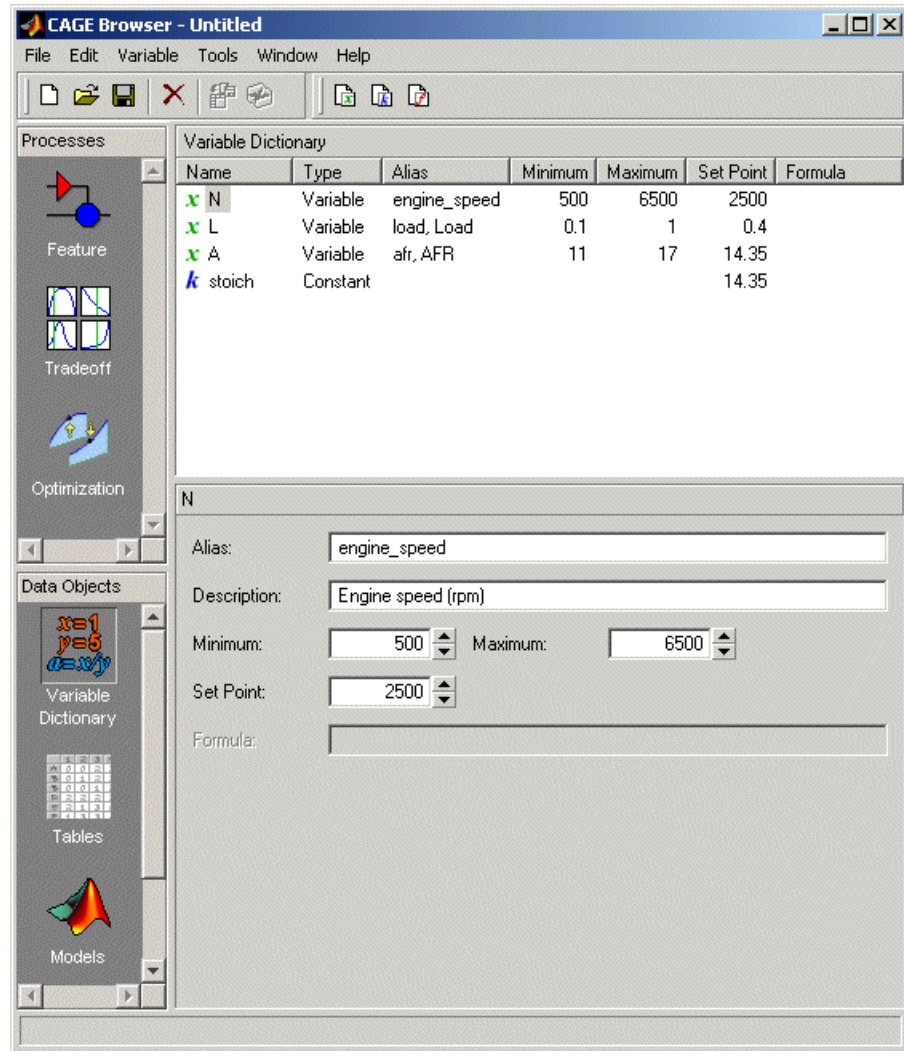 CAGE Browser - Untitled
File Edit Variable Tools Window Help
Processes
Feature
Tradeoff
Optimization
Variable Dictionary
Name Type Alias Minimum Maximum Set Point Formula
x N Variable engine_speed 500 6500 2500
x L Variable load, Load 0.1 1 0.4
x A Variable afr, AFR 11 17 14.35
k stoich Constant 14.35
N
Alias: engine_speed
Description: Engine speed (rpm)
Minimum: 500 Maximum: 6500
Set Point: 2500
Formula:
Data Objects
x=1
y=5
a=x/y
Variable
Dictionary
Tables
Models